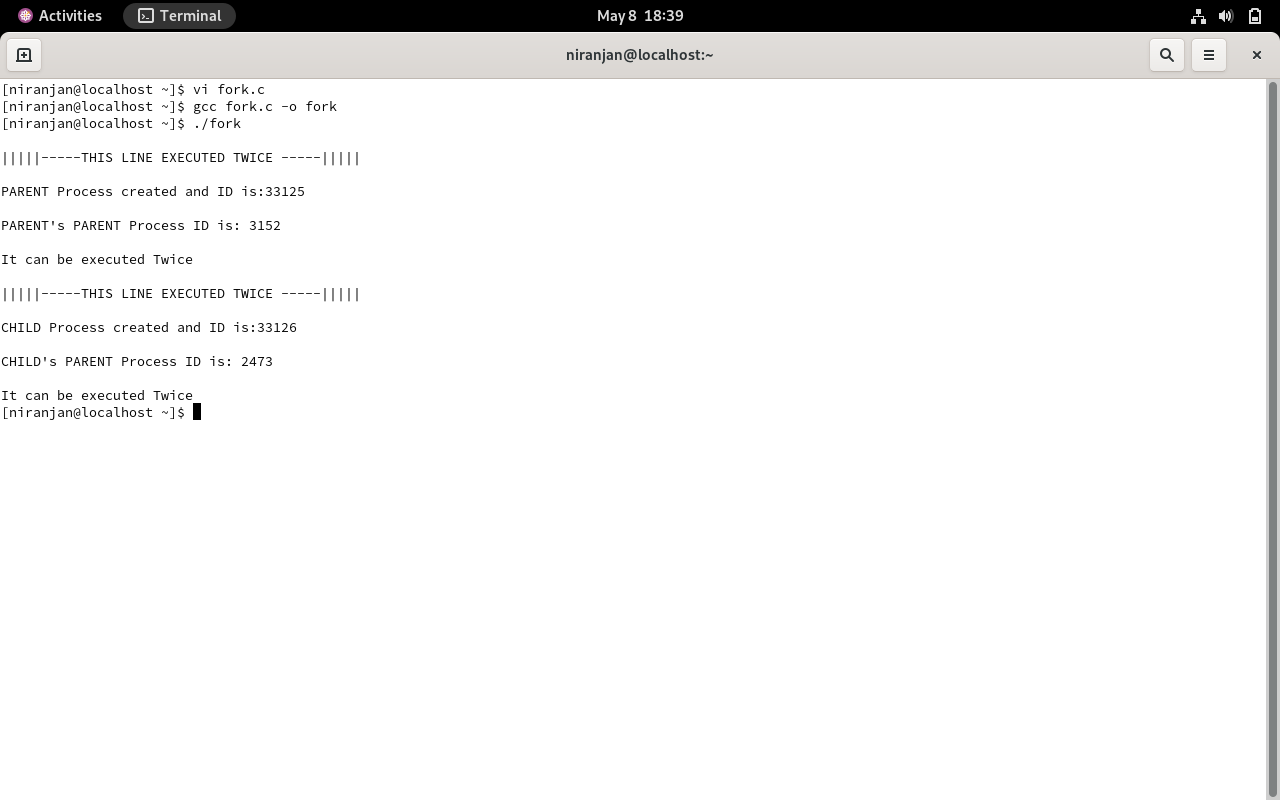 Activities Terminal May 8 18:39
niranjan@localhost:~
[niranjan@localhost ~]$ vi fork.c
[niranjan@localhost ~]$ gcc fork.c -o fork
[niranjan@localhost ~]$ ./fork
|||||-----THIS LINE EXECUTED TWICE -----|||||
PARENT Process created and ID is:33125
PARENT's PARENT Process ID is: 3152
It can be executed Twice
|||||-----THIS LINE EXECUTED TWICE -----|||||
CHILD Process created and ID is:33126
CHILD's PARENT Process ID is: 2473
It can be executed Twice
[niranjan@localhost ~]$